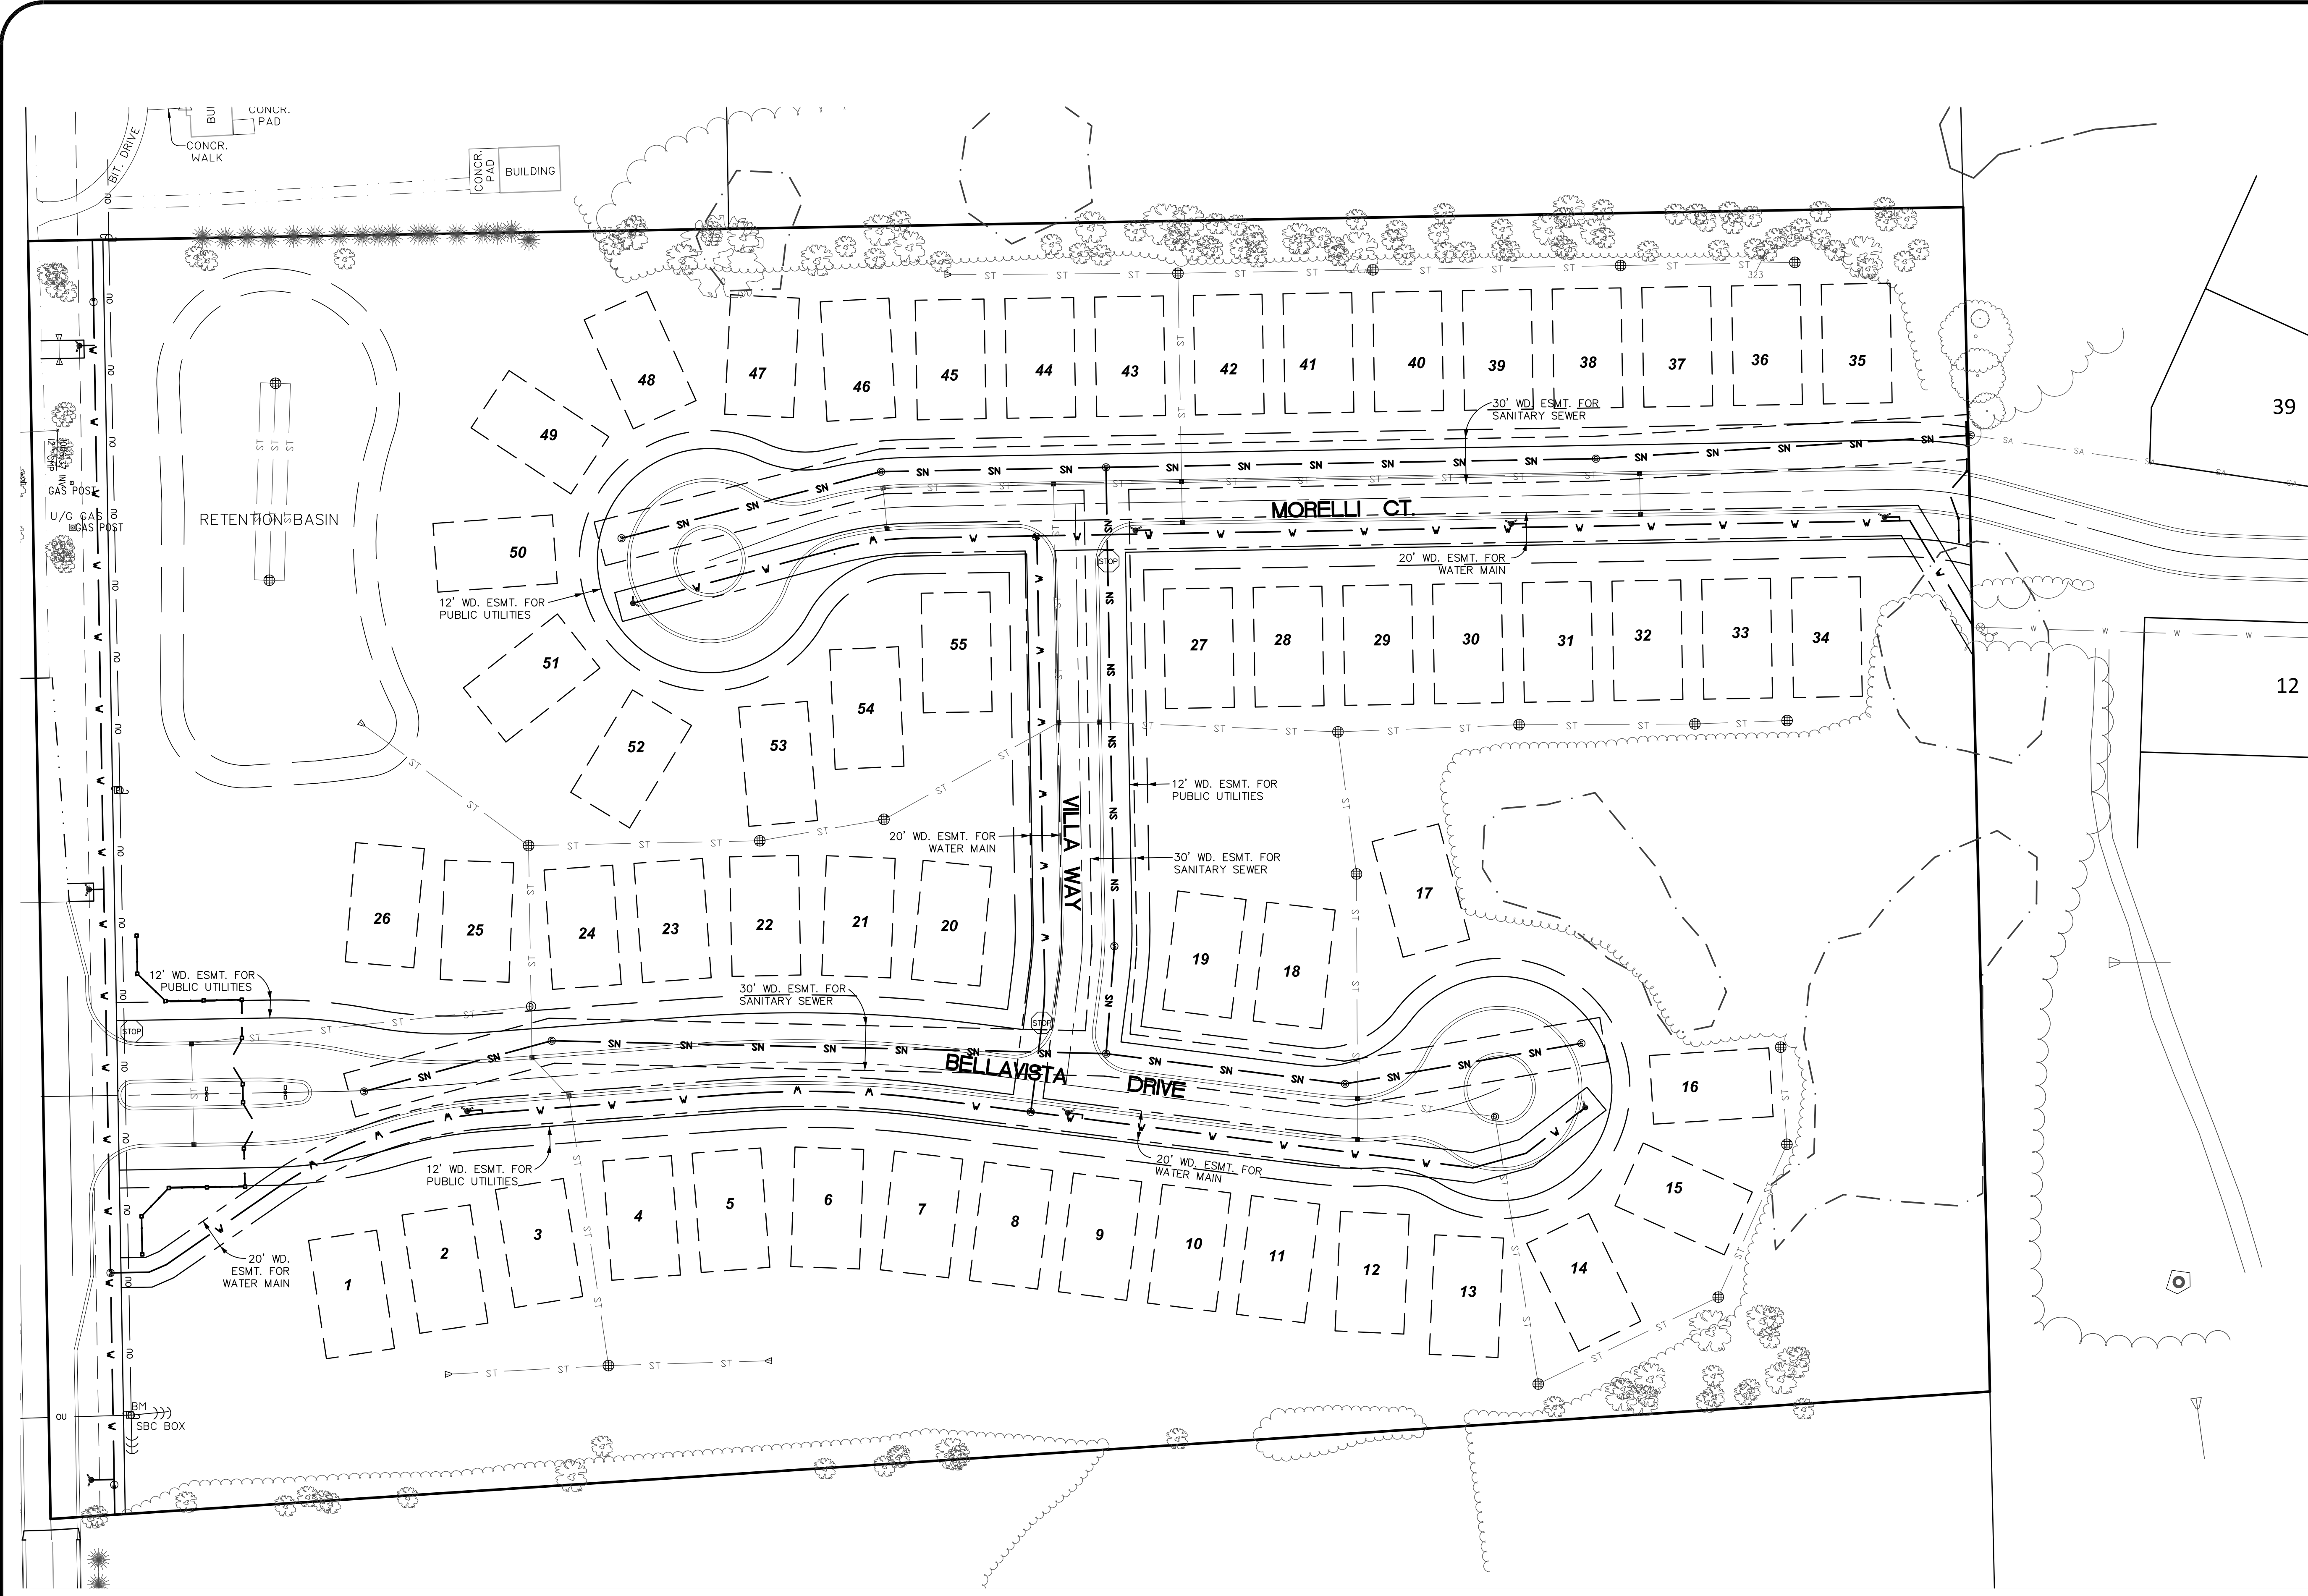 BUI
CONCR.
PAD
CONCR.
WALK
BIT. DRIVE
CONCR.
PAD
BUILDING
323
48
47
46
45
44
43
42
41
40
39
38
37
36
35
39
30' WD. ESMT. FOR
SANITARY SEWER
49
GAS POST
U/G GAS
GAS POST
RETENTION BASIN
MORELLI CT.
50
STOP
20' WD. ESMT. FOR
WATER MAIN
12' WD. ESMT. FOR
PUBLIC UTILITIES
51
55
27
28
29
30
31
32
33
34
12
52
53
54
12' WD. ESMT. FOR
PUBLIC UTILITIES
VILLA WAY
20' WD. ESMT. FOR
WATER MAIN
30' WD. ESMT. FOR
SANITARY SEWER
17
26
25
24
23
22
21
20
19
18
12' WD. ESMT. FOR
PUBLIC UTILITIES
30' WD. ESMT. FOR
SANITARY SEWER
STOP
STOP
BELLAVISTA DRIVE
16
12' WD. ESMT. FOR
PUBLIC UTILITIES
20' WD. ESMT. FOR
WATER MAIN
15
1
2
3
4
5
6
7
8
9
10
11
12
13
14
20' WD.
ESMT. FOR
WATER MAIN
OU
BM
SBC BOX